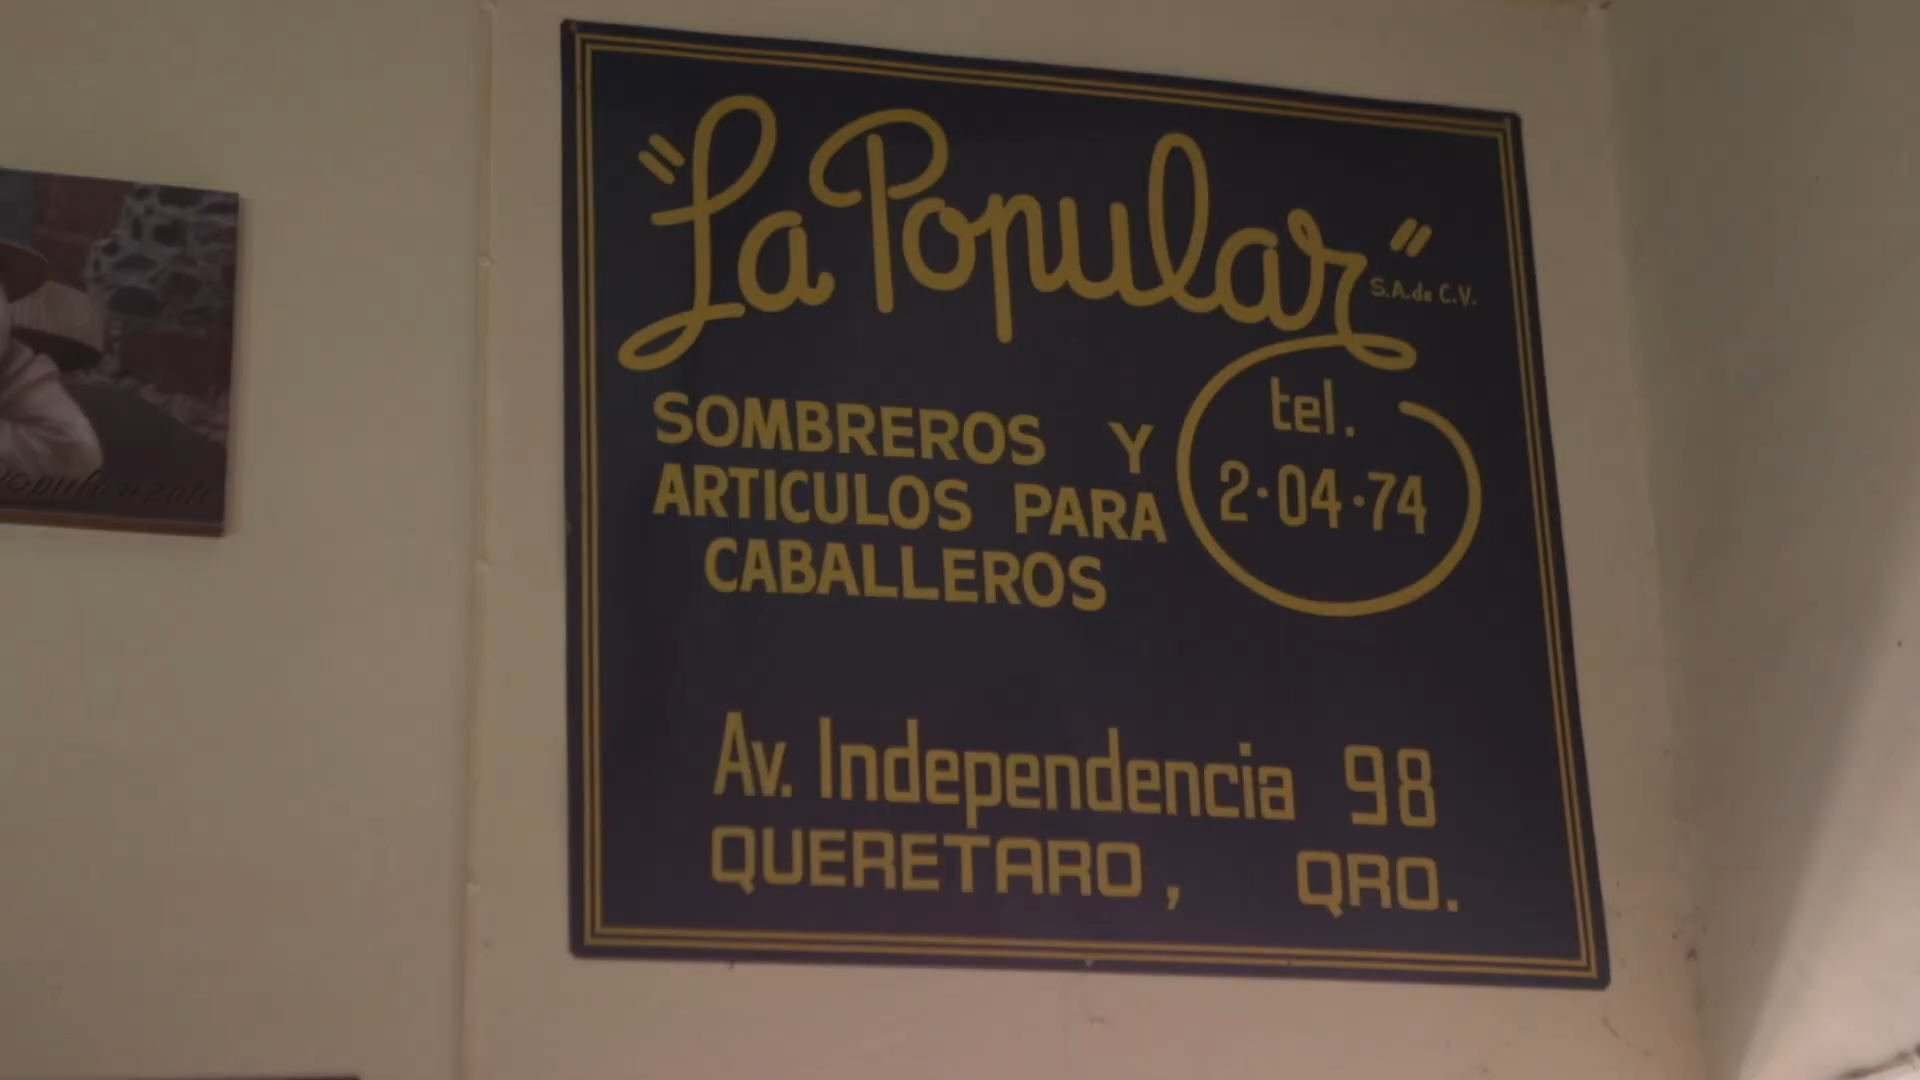 "La Popular"
S.A.de C.V.
SOMBREROS Y
ARTICULOS PARA
CABALLEROS
tel.
2·04·74
Av. Independencia 98
QUERETARO, QRO.